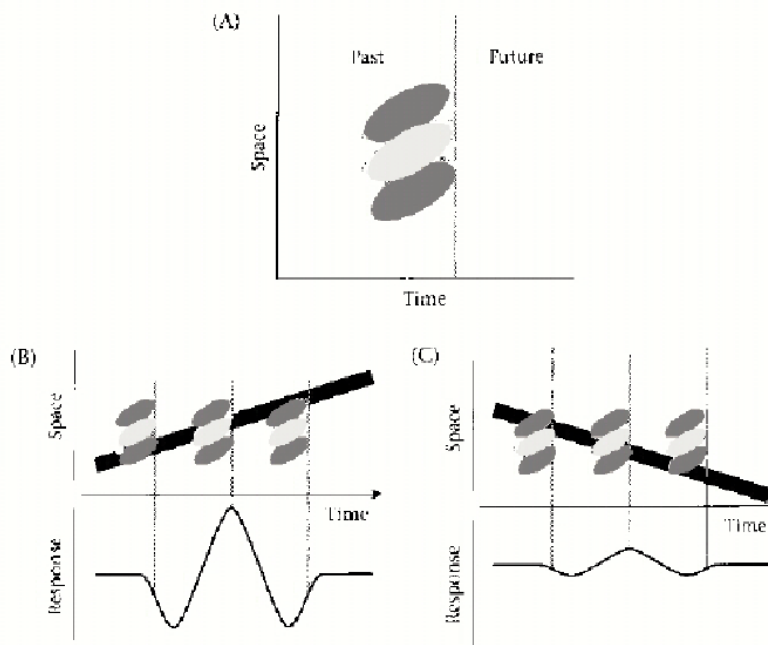 (A)
Past
Future
Space
Time
(B)
Space
Time
Response
(C)
Space
Time
Response